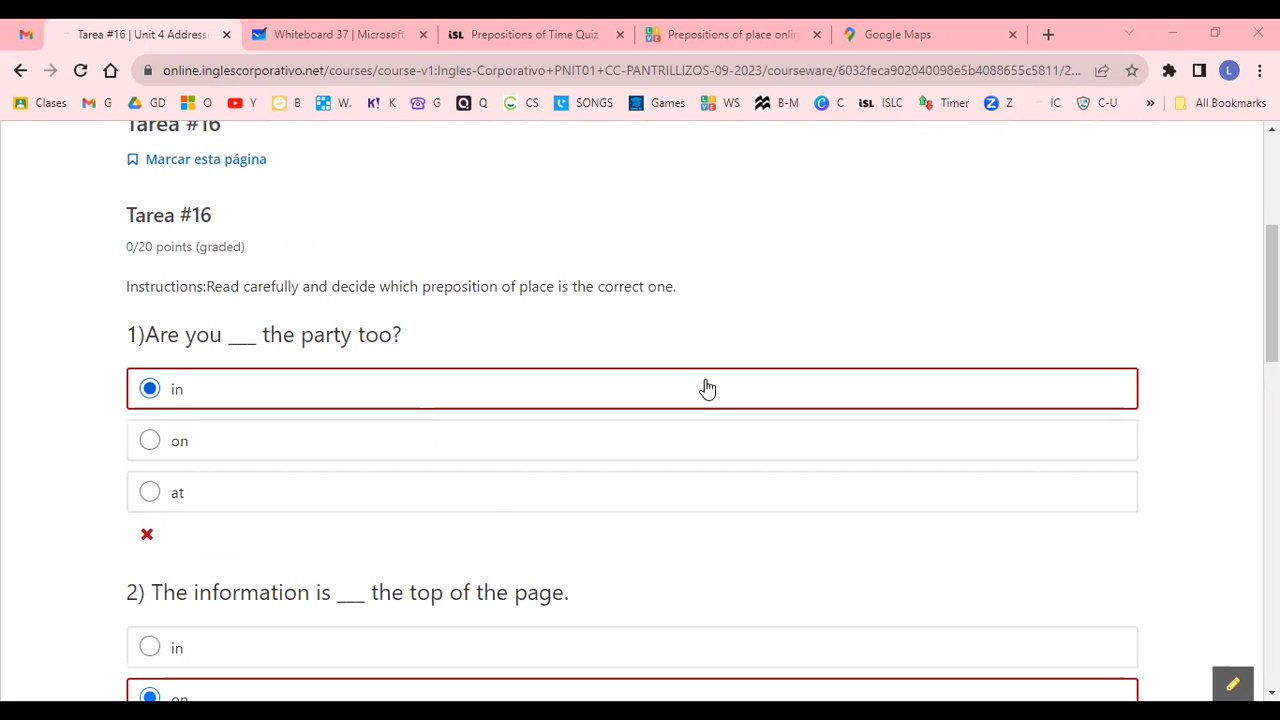 Tarea #16 | Unit 4 Address
Whiteboard 37 | Microsoft
ISL Prepositions of Time Quiz
Prepositions of place onli
Google Maps
online.inglescorporativo.net/courses/course-v1:Ingles-Corporativo+PNIT01+CC-PANTRILLIZOS-09-2023/courseware/6032feca902040098e5b4088655c5811/2...
L
Clases
G
GD
O
Y
B
W.
K! K
G
Q
CS
SONGS
Games
WS
B-M
C
ISL ISLC
Timer
Z Z
IC
C-U
»
All Bookmarks
Tarea #16
Marcar esta página
Tarea #16
0/20 points (graded)
Instructions:Read carefully and decide which preposition of place is the correct one.
1)Are you ___ the party too?
in
on
at
2) The information is ___ the top of the page.
in
on